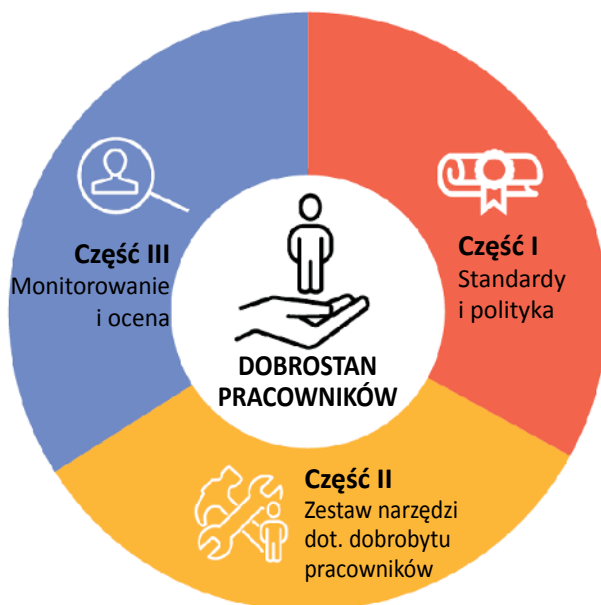 Część I
Standardy
i polityka
Część II
Zestaw narzędzi
dot. dobrobytu
pracowników
Część III
Monitorowanie
i ocena
DOBROSTAN
PRACOWNIKÓW